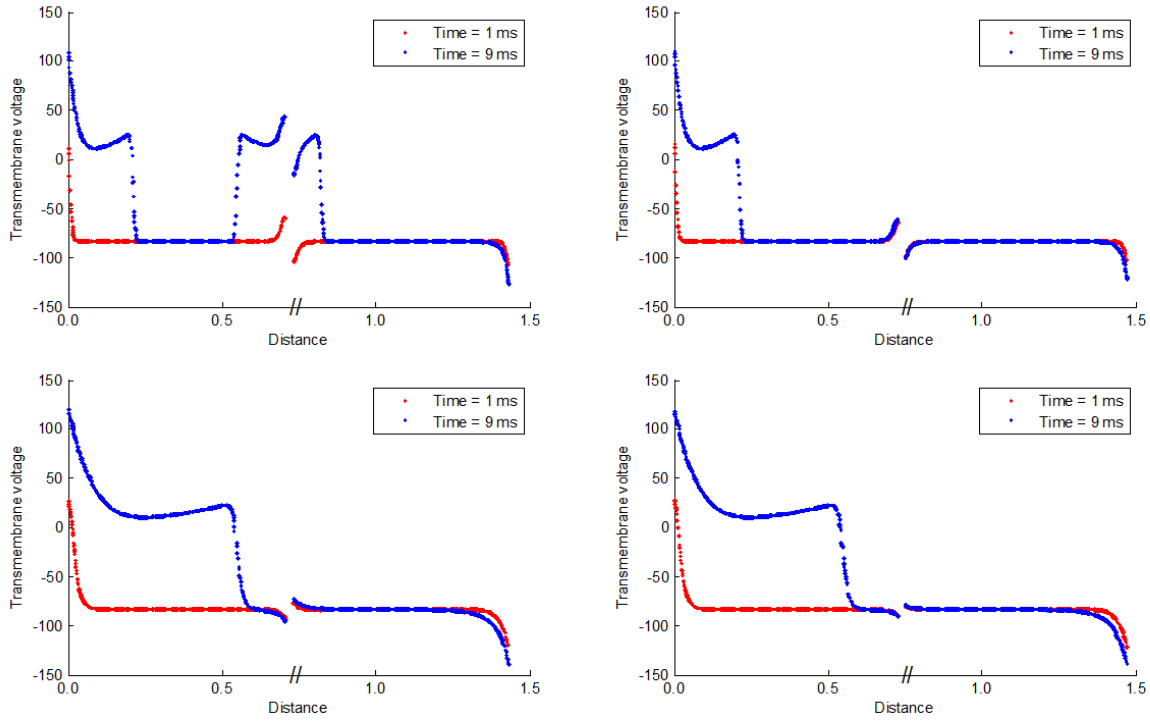 150
100
50
0
-50
-100
-150
Transmembrane voltage
Time = 1 ms
Time = 9 ms
0.0 0.5 // 1.0 1.5
Distance
150
100
50
0
-50
-100
-150
Transmembrane voltage
Time = 1 ms
Time = 9 ms
0.0 0.5 // 1.0 1.5
Distance
150
100
50
0
-50
-100
-150
Transmembrane voltage
Time = 1 ms
Time = 9 ms
0.0 0.5 // 1.0 1.5
Distance
150
100
50
0
-50
-100
-150
Transmembrane voltage
Time = 1 ms
Time = 9 ms
0.0 0.5 // 1.0 1.5
Distance